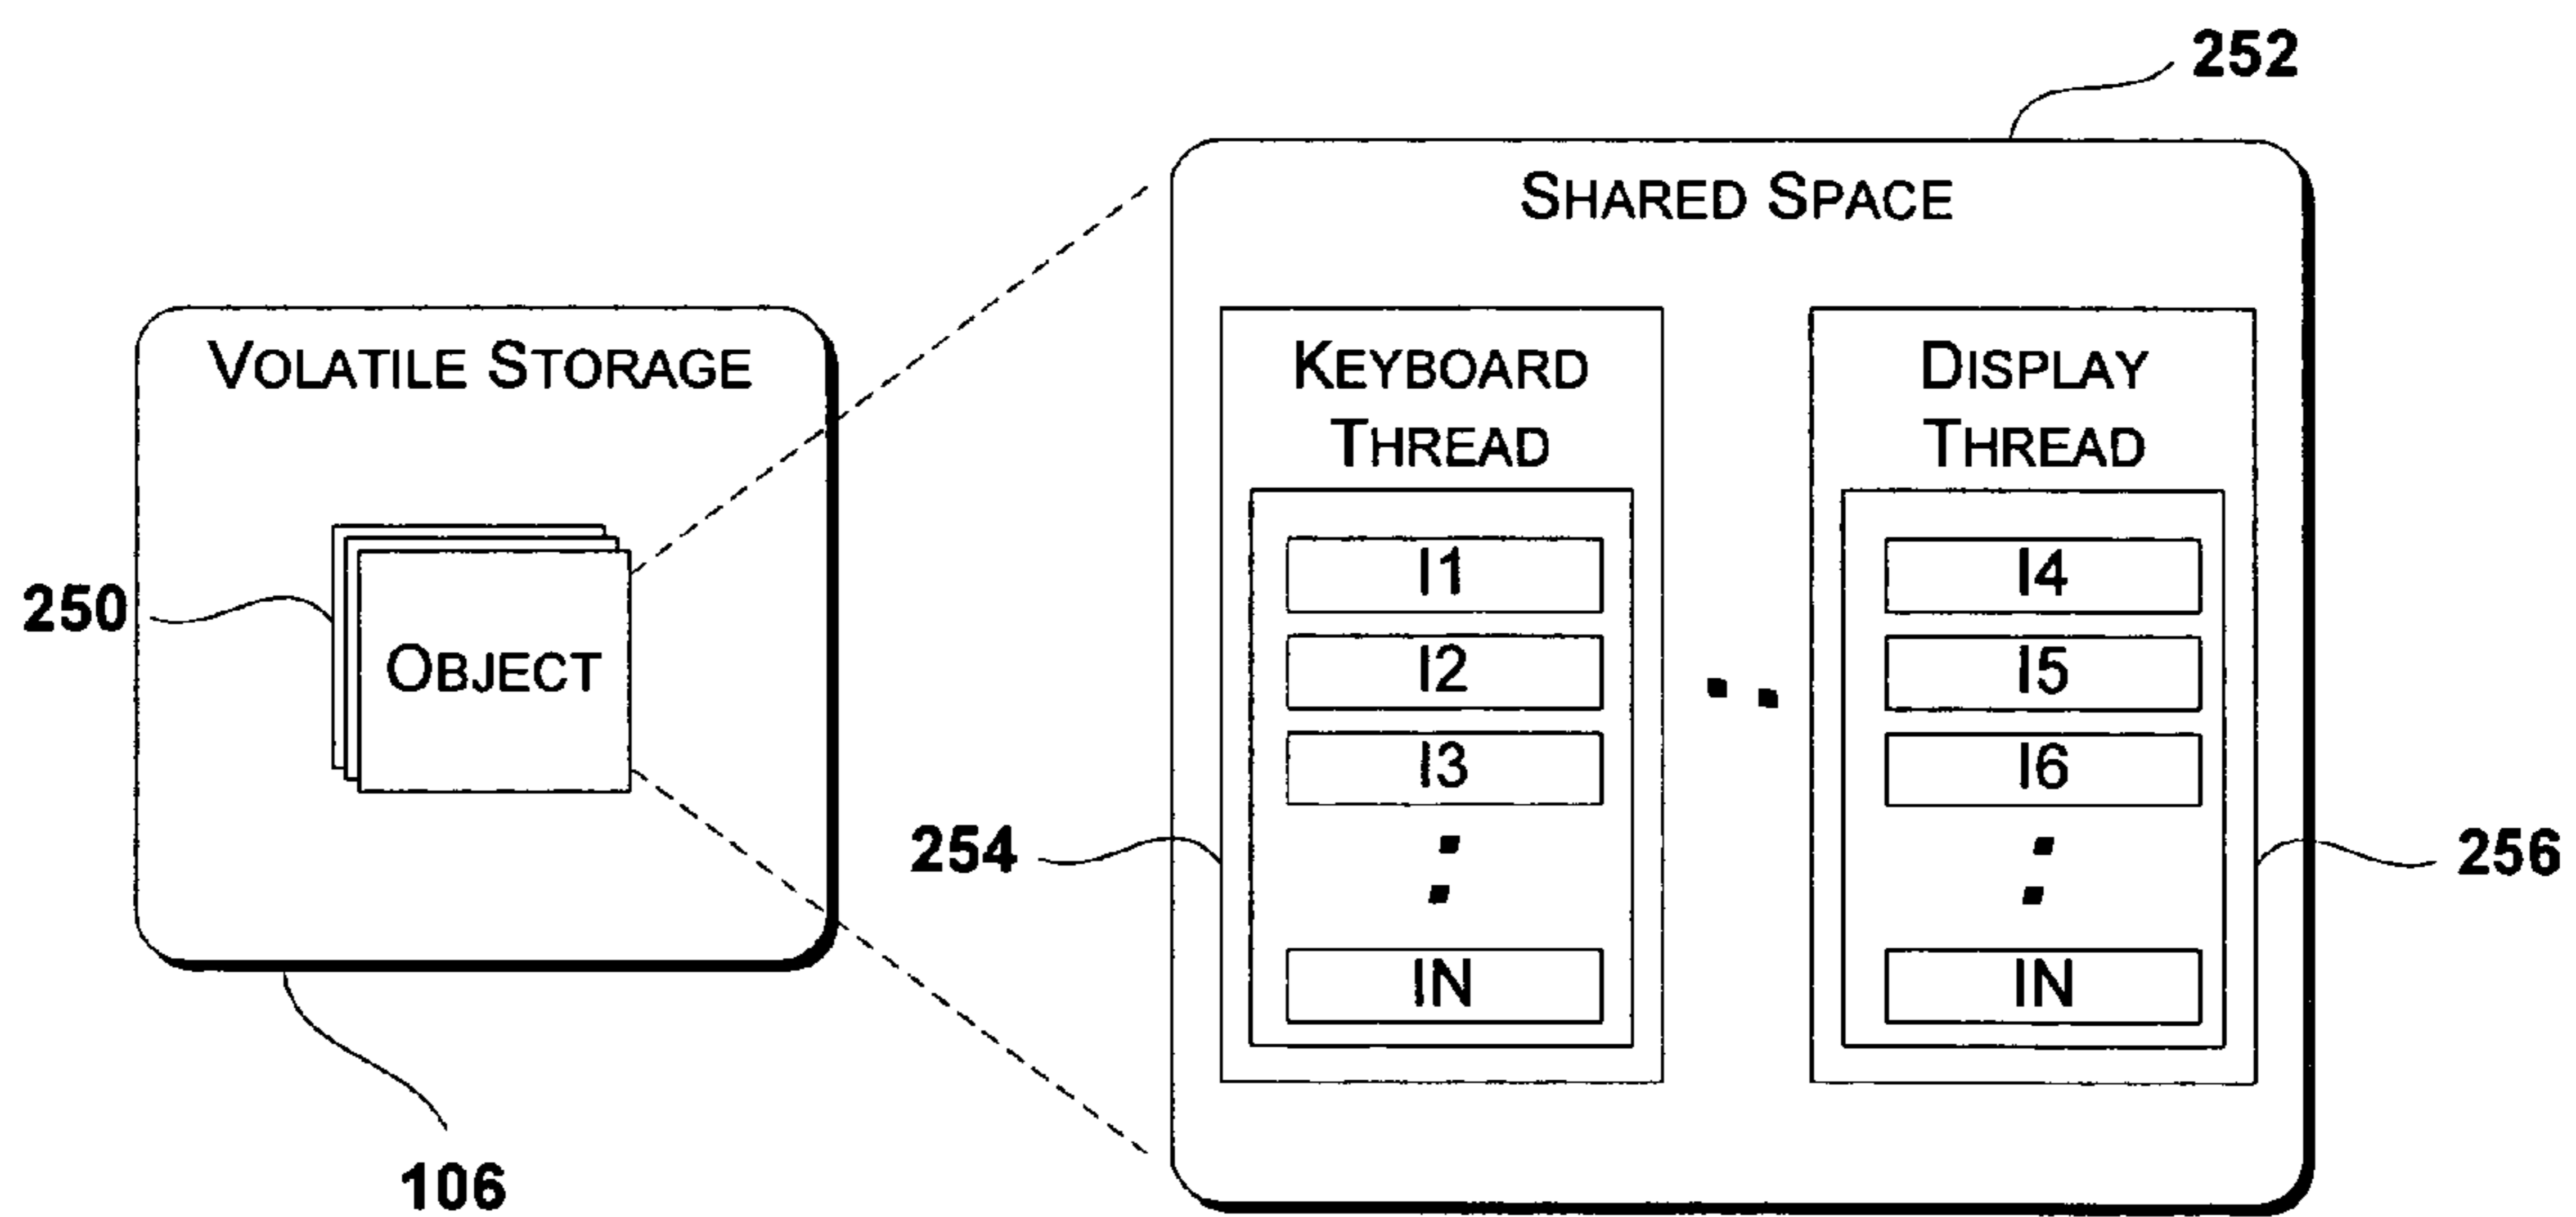 252
SHARED SPACE
VOLATILE STORAGE
KEYBOARD
THREAD
DISPLAY
THREAD
250
OBJECT
I1
I2
I3
IN
I4
I5
I6
IN
254
256
106